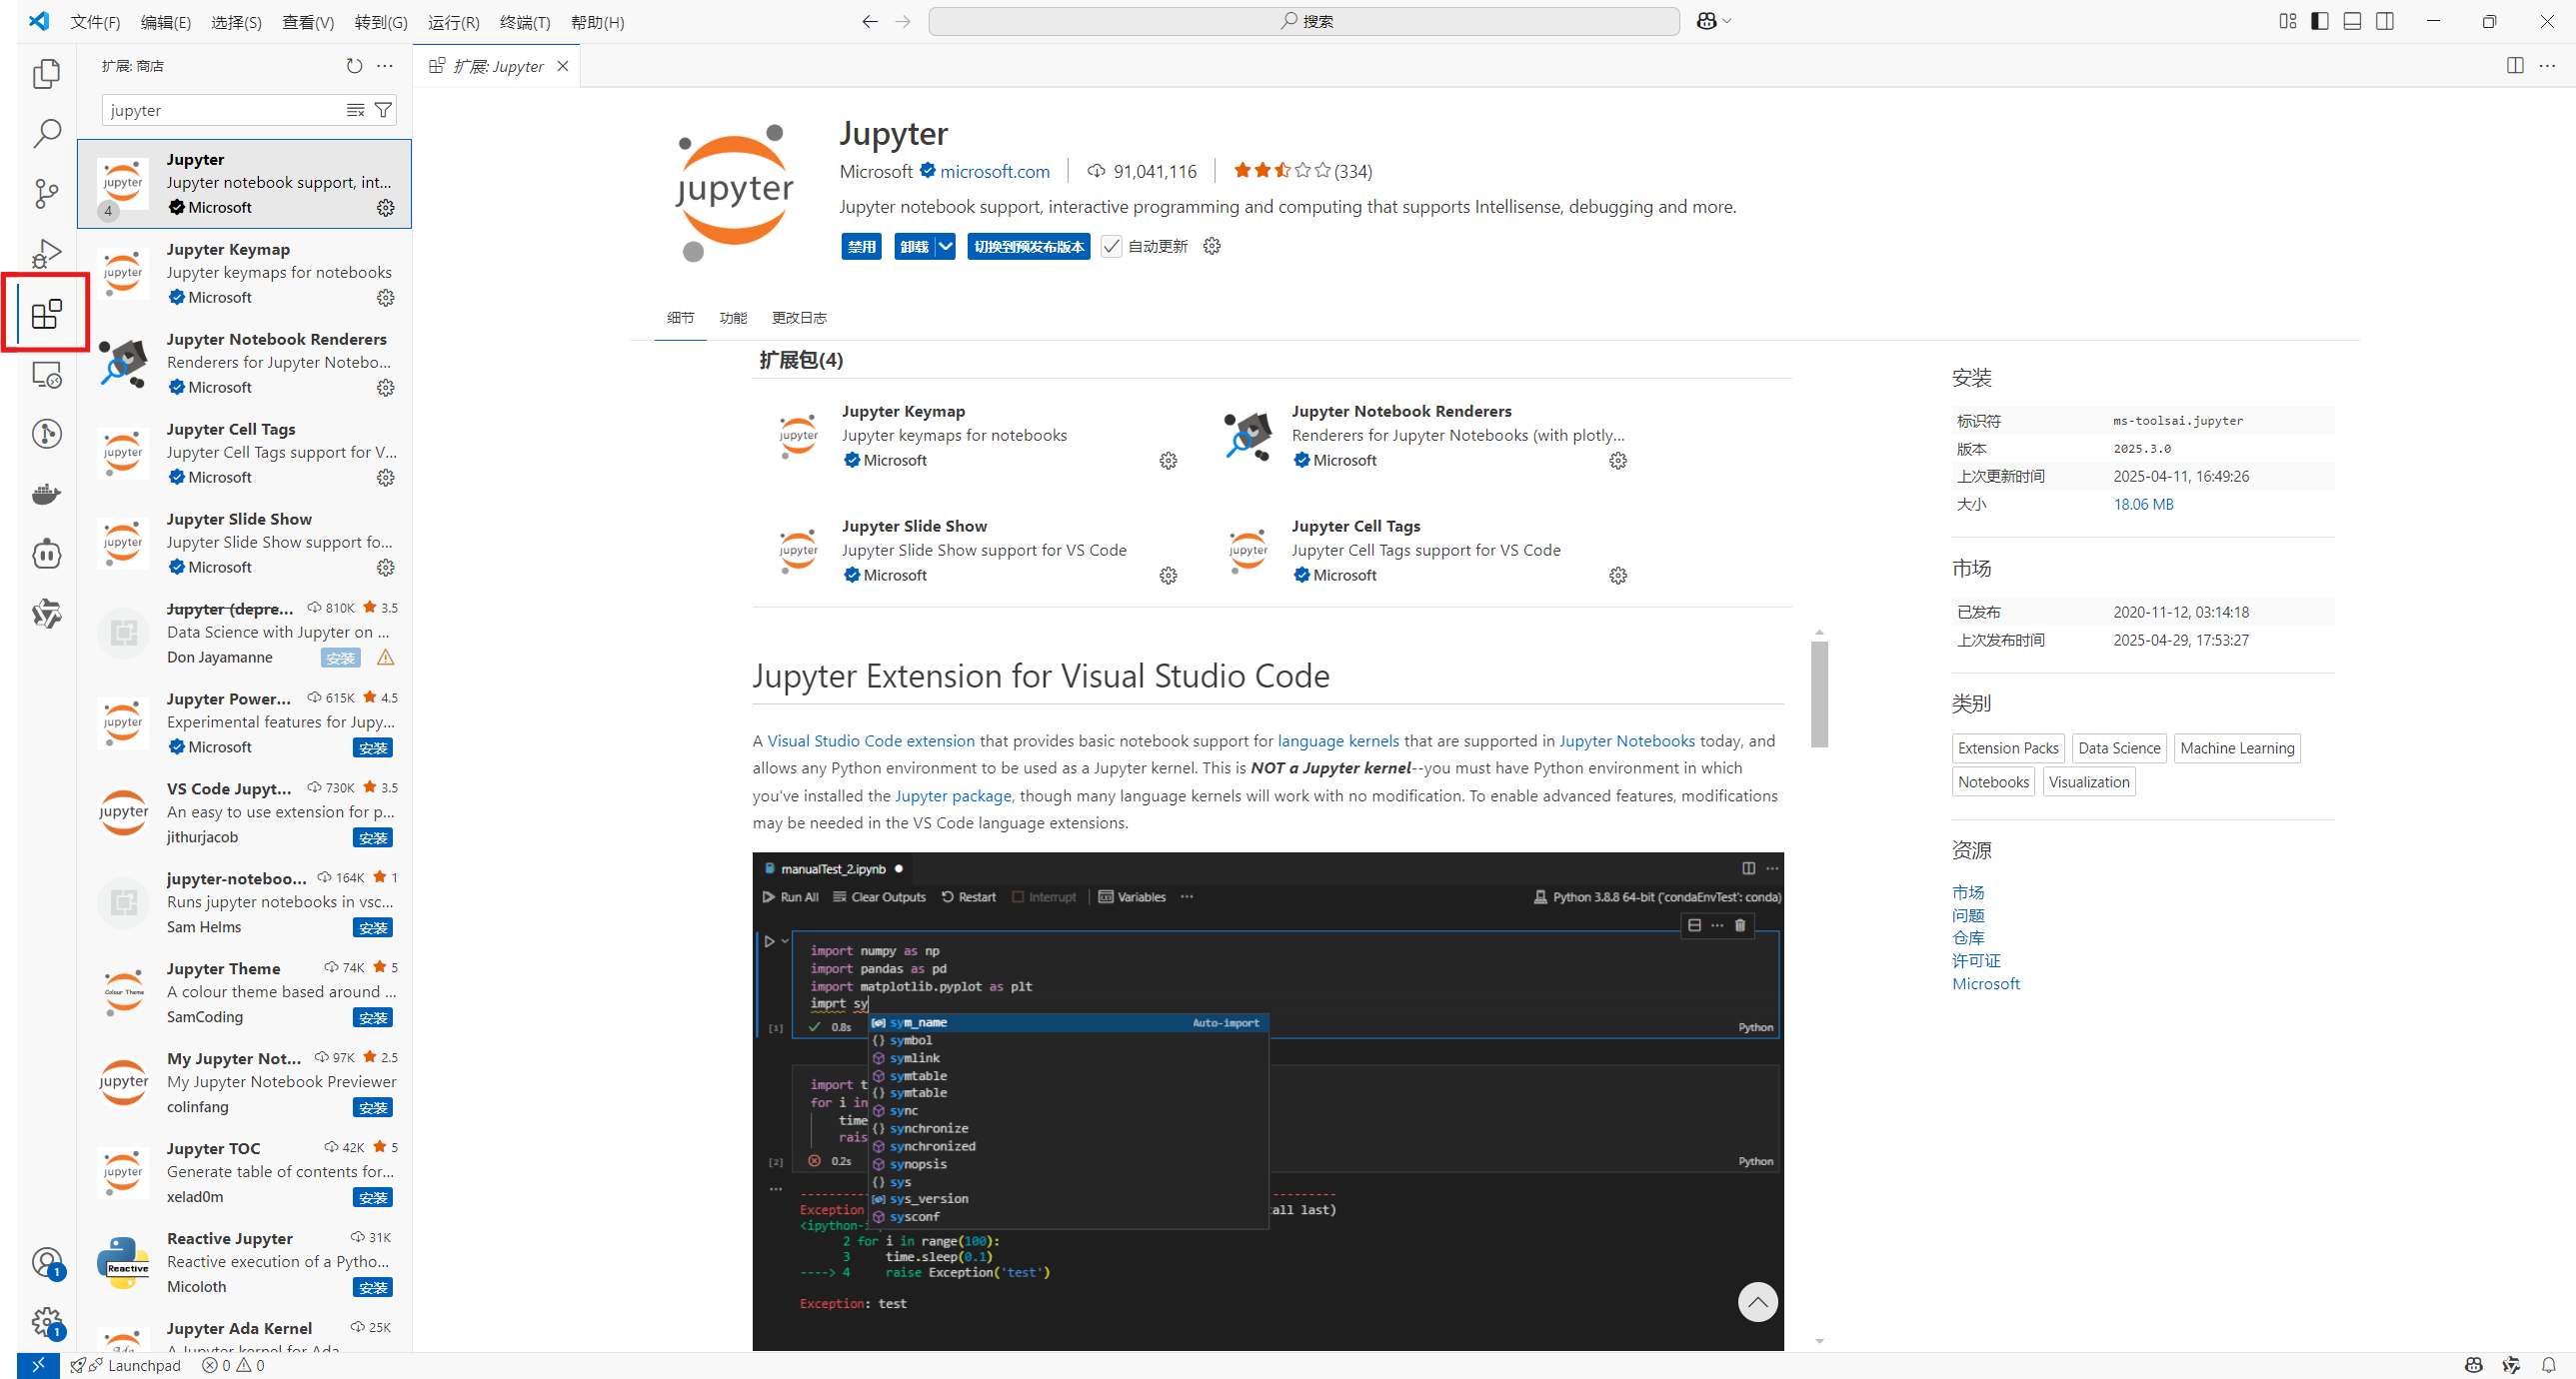 文件(F) 编辑(E) 选择(S) 查看(V) 转到(G) 运行(R) 终端(T) 帮助(H)
搜索
扩展: 商店
扩展: Jupyter
jupyter
Jupyter
Jupyter notebook support, int...
Microsoft
4
Jupyter Keymap
Jupyter keymaps for notebooks
Microsoft
Jupyter Notebook Renderers
Renderers for Jupyter Notebo...
Microsoft
Jupyter Cell Tags
Jupyter Cell Tags support for V...
Microsoft
Jupyter Slide Show
Jupyter Slide Show support fo...
Microsoft
Jupyter (depre... 810K 3.5
Data Science with Jupyter on ...
Don Jayamanne 安装
Jupyter Power... 615K 4.5
Experimental features for Jupy...
Microsoft 安装
VS Code Jupyt... 730K 3.5
An easy to use extension for p...
jithurjacob 安装
jupyter-noteboo... 164K 1
Runs jupyter notebooks in vsc...
Sam Helms 安装
Jupyter Theme 74K 5
A colour theme based around ...
SamCoding 安装
My Jupyter Not... 97K 2.5
My Jupyter Notebook Previewer
colinfang 安装
Jupyter TOC 42K 5
Generate table of contents for...
xelad0m 安装
Reactive Jupyter 31K
Reactive execution of a Pytho...
Micoloth 安装
Jupyter Ada Kernel 25K
A Jupyter kernel for Ada
jupyter
Jupyter
Microsoft microsoft.com 91,041,116 (334)
Jupyter notebook support, interactive programming and computing that supports Intellisense, debugging and more.
禁用 卸载 切换到预发布版本 自动更新
细节 功能 更改日志
扩展包(4)
Jupyter Keymap
Jupyter keymaps for notebooks
Microsoft
Jupyter Notebook Renderers
Renderers for Jupyter Notebooks (with plotly...
Microsoft
Jupyter Slide Show
Jupyter Slide Show support for VS Code
Microsoft
Jupyter Cell Tags
Jupyter Cell Tags support for VS Code
Microsoft
Jupyter Extension for Visual Studio Code
A Visual Studio Code extension that provides basic notebook support for language kernels that are supported in Jupyter Notebooks today, and
allows any Python environment to be used as a Jupyter kernel. This is NOT a Jupyter kernel--you must have Python environment in which
you've installed the Jupyter package, though many language kernels will work with no modification. To enable advanced features, modifications
may be needed in the VS Code language extensions.
manualTest_2.ipynb
Run All Clear Outputs Restart Interrupt Variables Python 3.8.8 64-bit ('condaEnvTest': conda)
import numpy as np
import pandas as pd
import matplotlib.pyplot as plt
imprt sy
[1] 0.8s Python
sym_name Auto-import
symbol
symlink
symtable
symtable
sync
synchronize
synchronized
synopsis
sys
sys_version
sysconf
import t
for i in
time
rais
[2] 0.2s Python
Exception all last)
<ipython-
2 for i in range(100):
3 time.sleep(0.1)
----> 4 raise Exception('test')
Exception: test
安装
标识符 ms-toolsai.jupyter
版本 2025.3.0
上次更新时间 2025-04-11, 16:49:26
大小 18.06 MB
市场
已发布 2020-11-12, 03:14:18
上次发布时间 2025-04-29, 17:53:27
类别
Extension Packs Data Science Machine Learning
Notebooks Visualization
资源
市场
问题
仓库
许可证
Microsoft
1
1
Launchpad 0 0